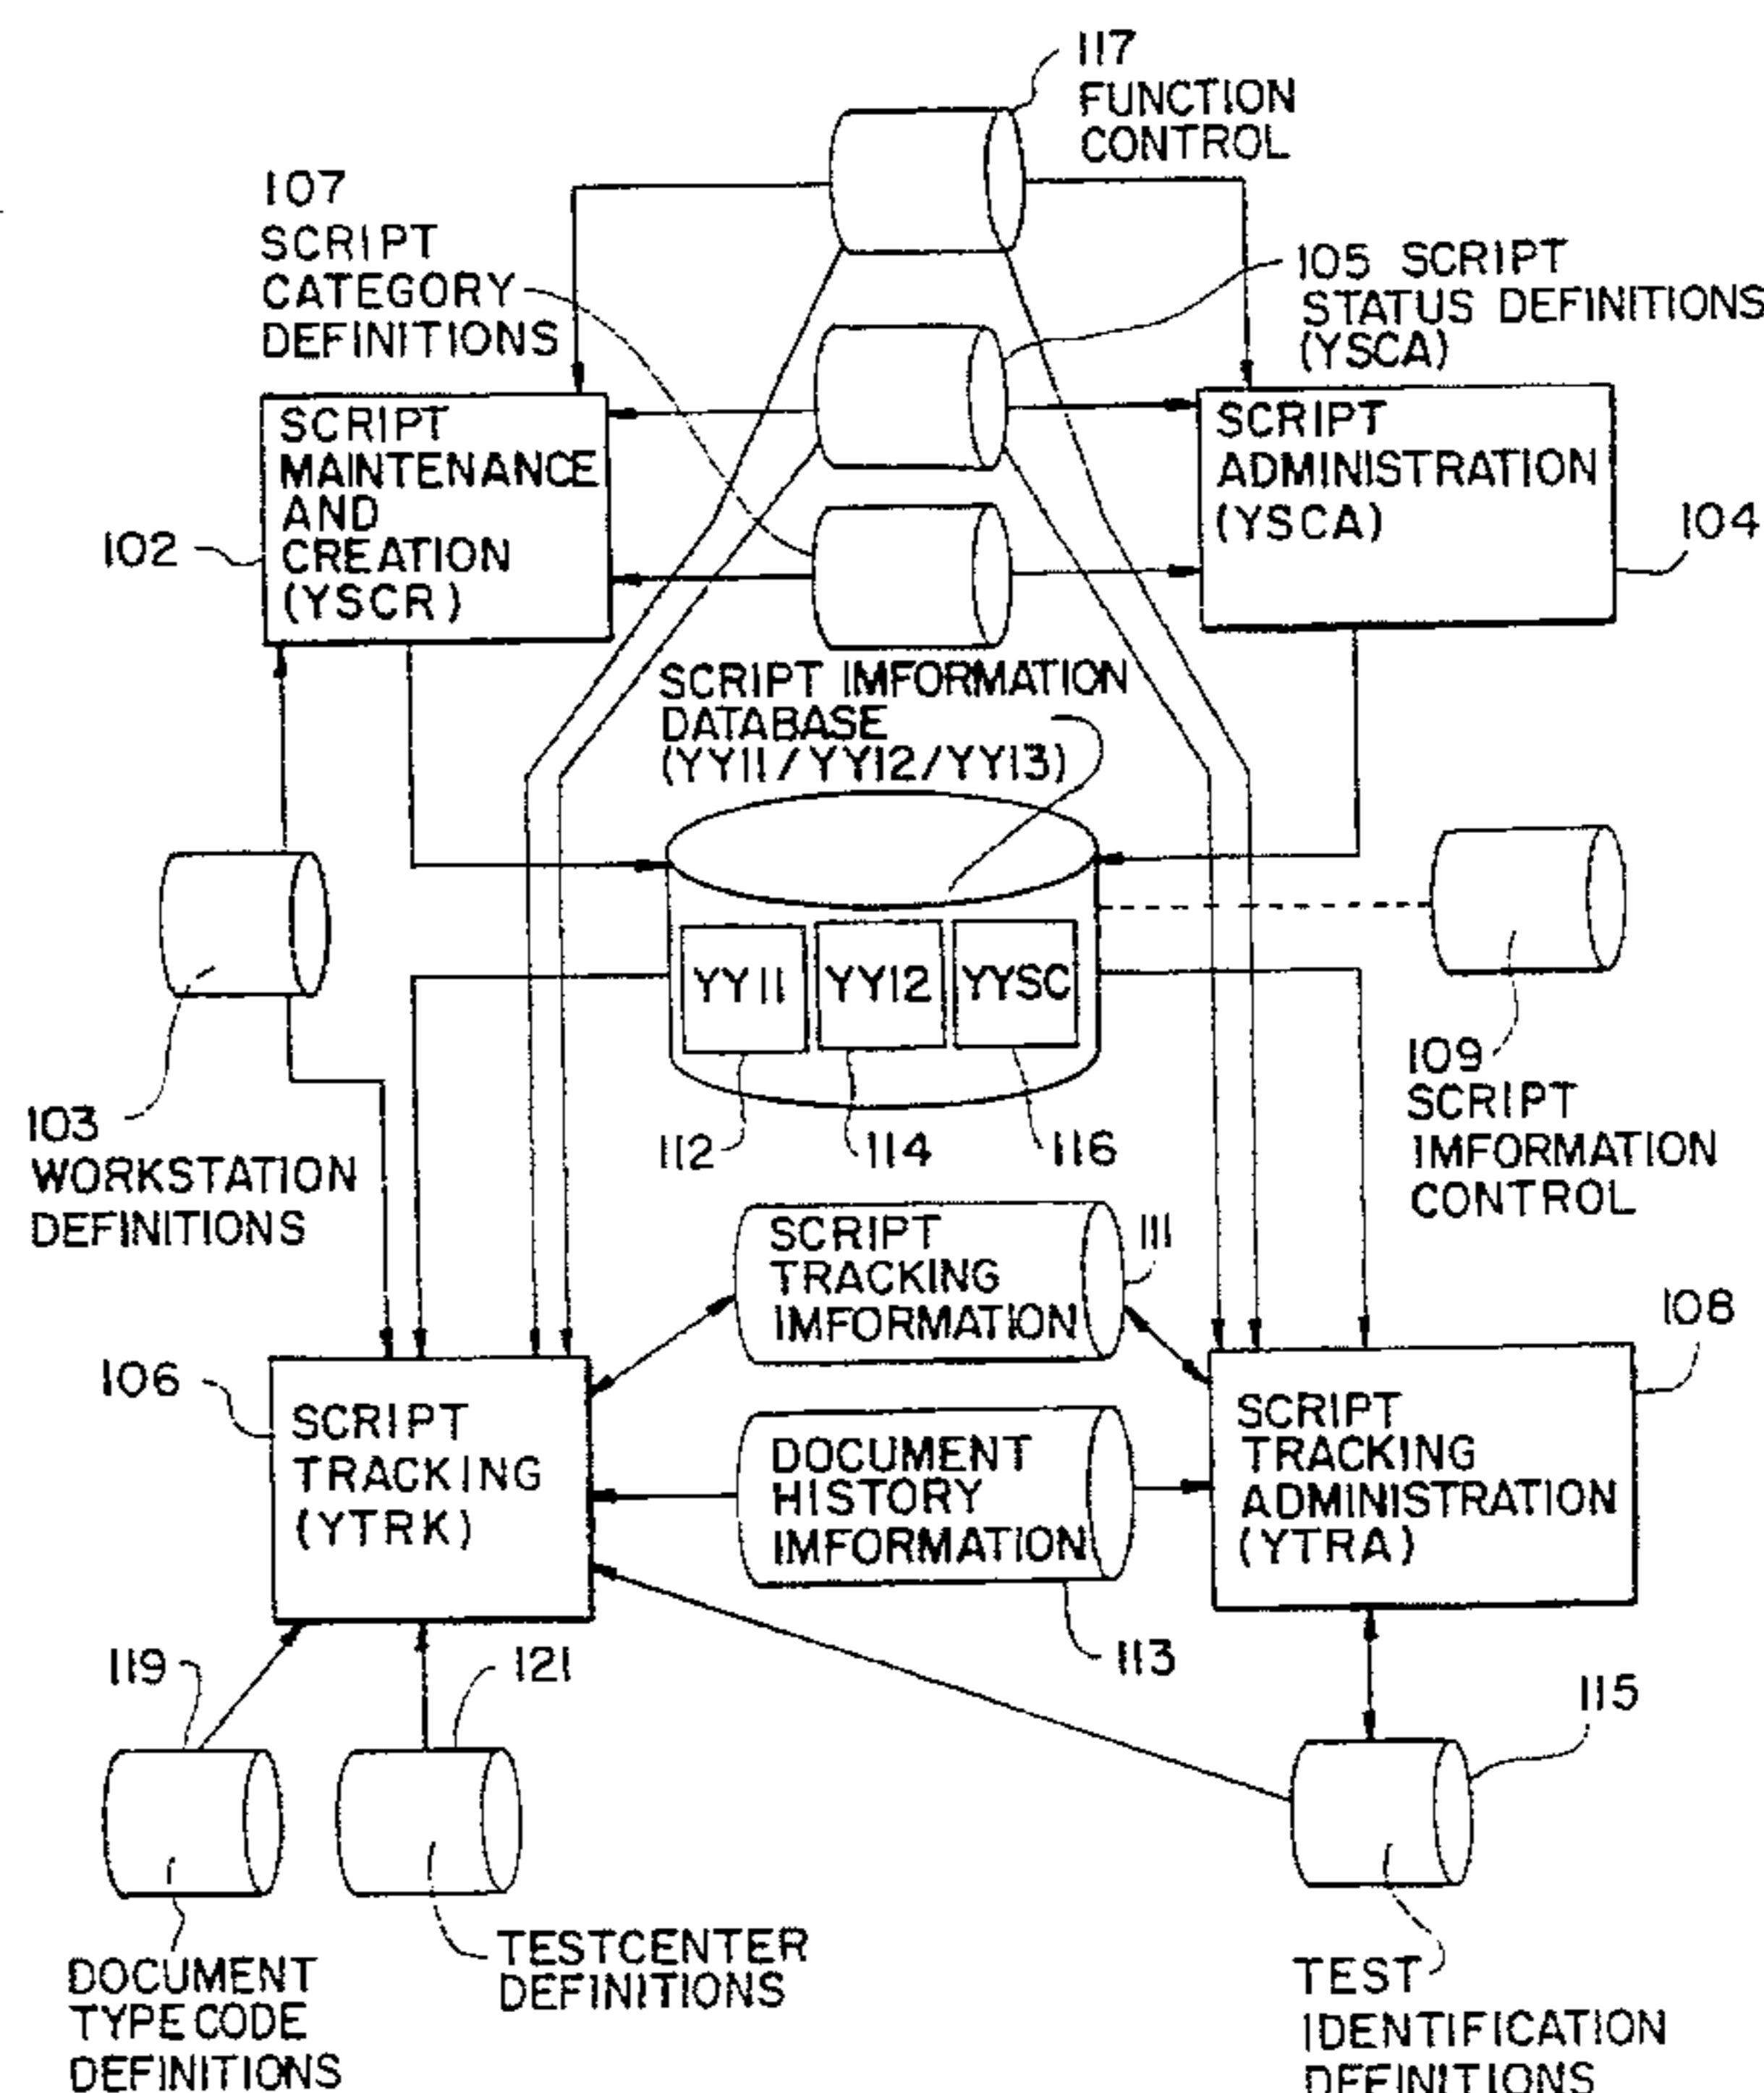 117
FUNCTION
CONTROL
107
SCRIPT
CATEGORY
DEFINITIONS
105 SCRIPT
STATUS DEFINITIONS
(YSCA)
SCRIPT
MAINTENANCE
AND
CREATION
(YSCR)
102
SCRIPT
ADMINISTRATION
(YSCA)
104
SCRIPT IMFORMATION
DATABASE
(YY11/YY12/YY13)
YY11
YY12
YYSC
112
114
116
103
WORKSTATION
DEFINITIONS
109
SCRIPT
IMFORMATION
CONTROL
SCRIPT
TRACKING
IMFORMATION
111
106
SCRIPT
TRACKING
(YTRK)
DOCUMENT
HISTORY
IMFORMATION
113
108
SCRIPT
TRACKING
ADMINISTRATION
(YTRA)
119
121
115
DOCUMENT
TYPE CODE
DEFINITIONS
TESTCENTER
DEFINITIONS
TEST
IDENTIFICATION
DEFINITIONS